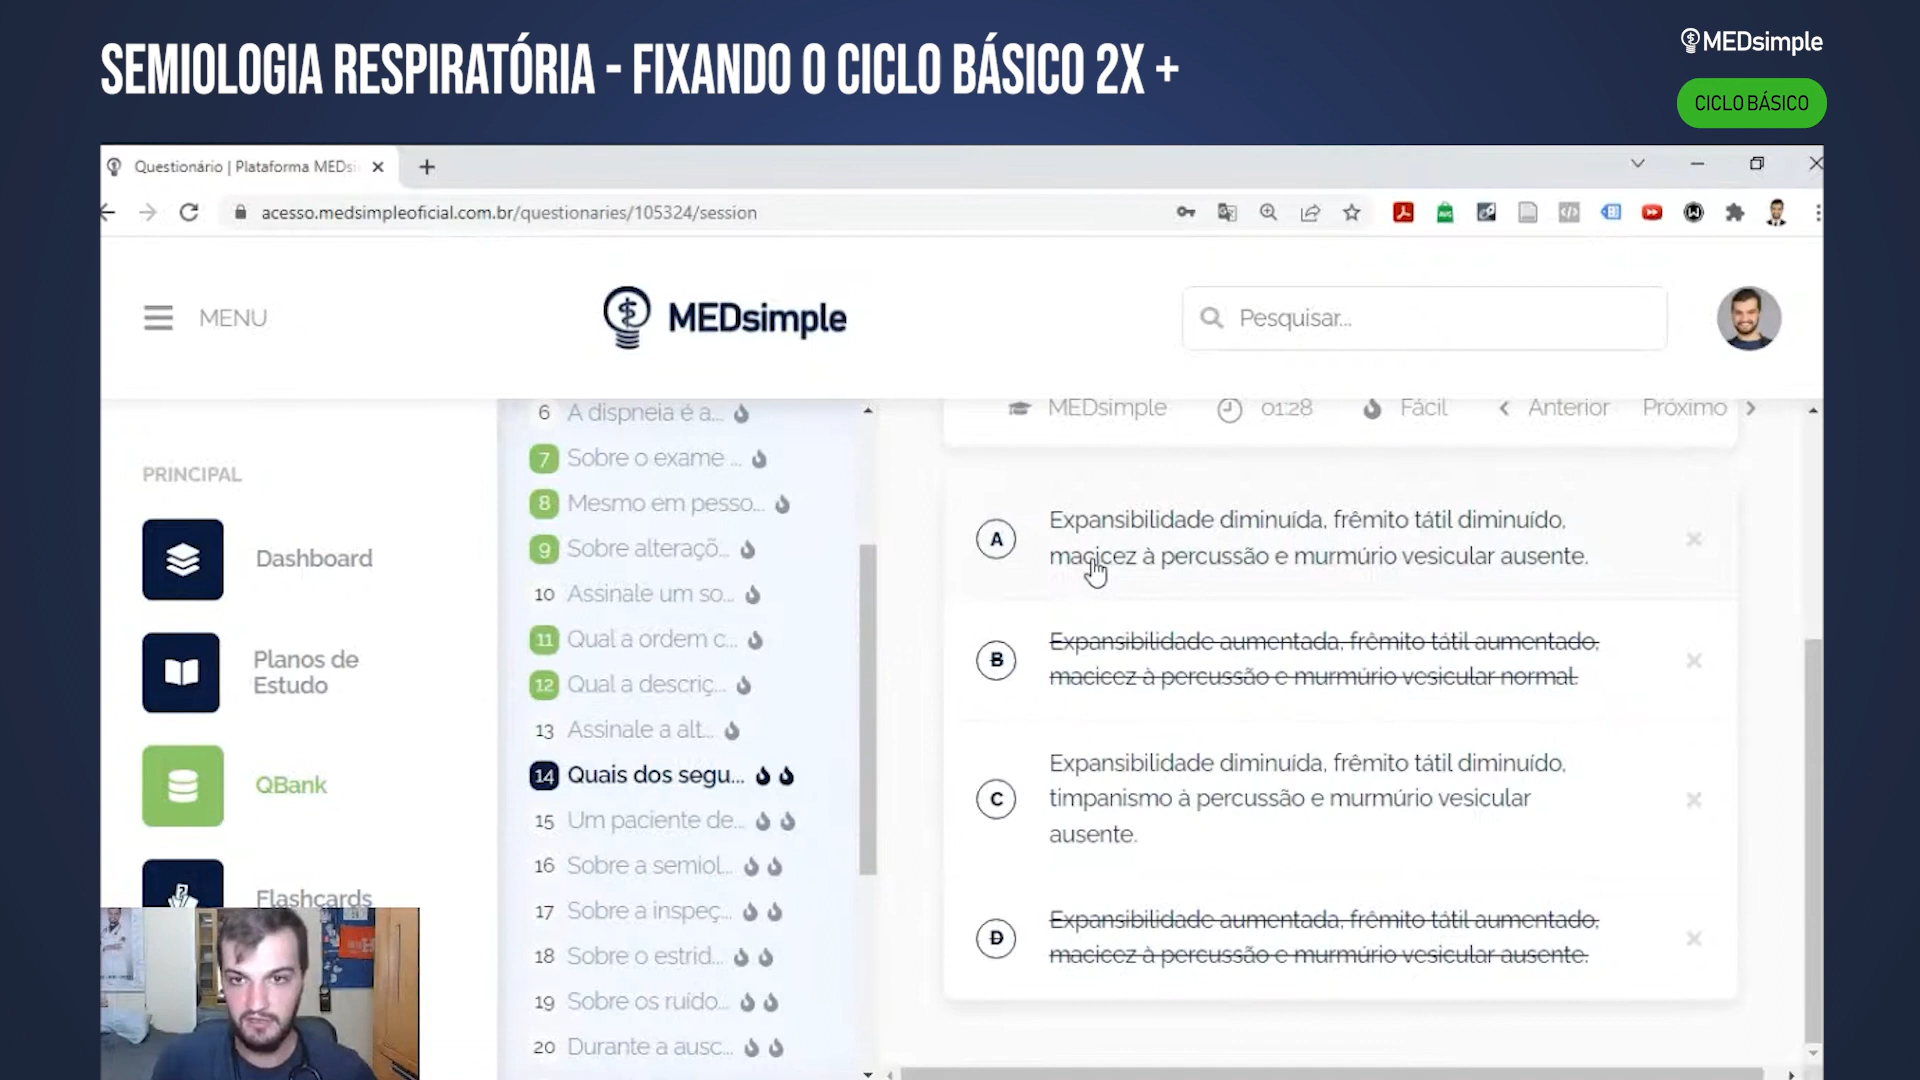 SEMIOLOGIA RESPIRATÓRIA - FIXANDO O CICLO BÁSICO 2X +
MEDsimple
CICLO BÁSICO
Questionário | Plataforma MEDsi
acesso.medsimpleoficial.com.br/questionaries/105324/session
MENU
MEDsimple
Pesquisar...
PRINCIPAL
Dashboard
Planos de
Estudo
QBank
Flashcards
6 A dispneia é a...
7 Sobre o exame ...
8 Mesmo em pesso...
9 Sobre alteraçõ...
10 Assinale um so...
11 Qual a ordem c...
12 Qual a descriç...
13 Assinale a alt...
14 Quais dos segu...
15 Um paciente de...
16 Sobre a semiol...
17 Sobre a inspeç...
18 Sobre o estrid...
19 Sobre os ruído...
20 Durante a ausc...
MEDsimple 01:28 Fácil Anterior Próximo
A Expansibilidade diminuída, frêmito tátil diminuído,
macicez à percussão e murmúrio vesicular ausente.
B Expansibilidade aumentada, frêmito tátil aumentado,
macicez à percussão e murmúrio vesicular normal.
C Expansibilidade diminuída, frêmito tátil diminuído,
timpanismo à percussão e murmúrio vesicular
ausente.
D Expansibilidade aumentada, frêmito tátil aumentado,
macicez à percussão e murmúrio vesicular ausente.